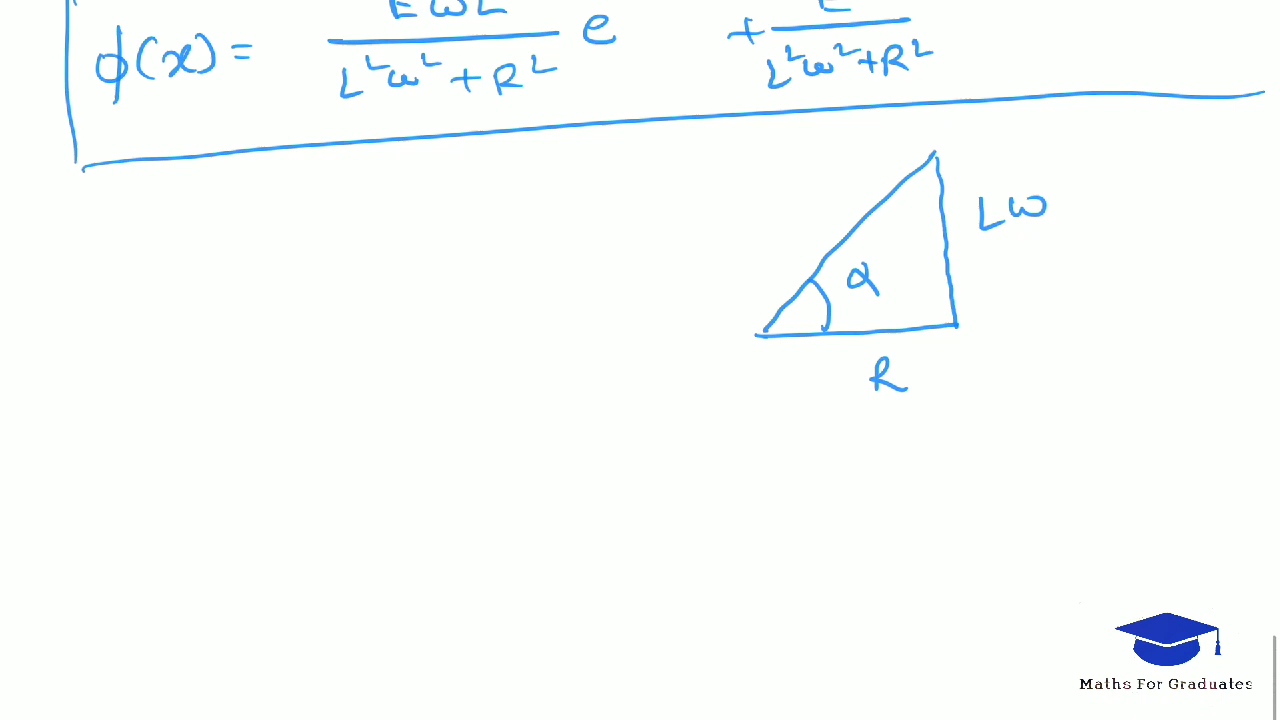 EωL E
ϕ(x) = ――― e + ―――
L²ω² + R² L²ω² + R²
Lω
α
R
Maths For Graduates